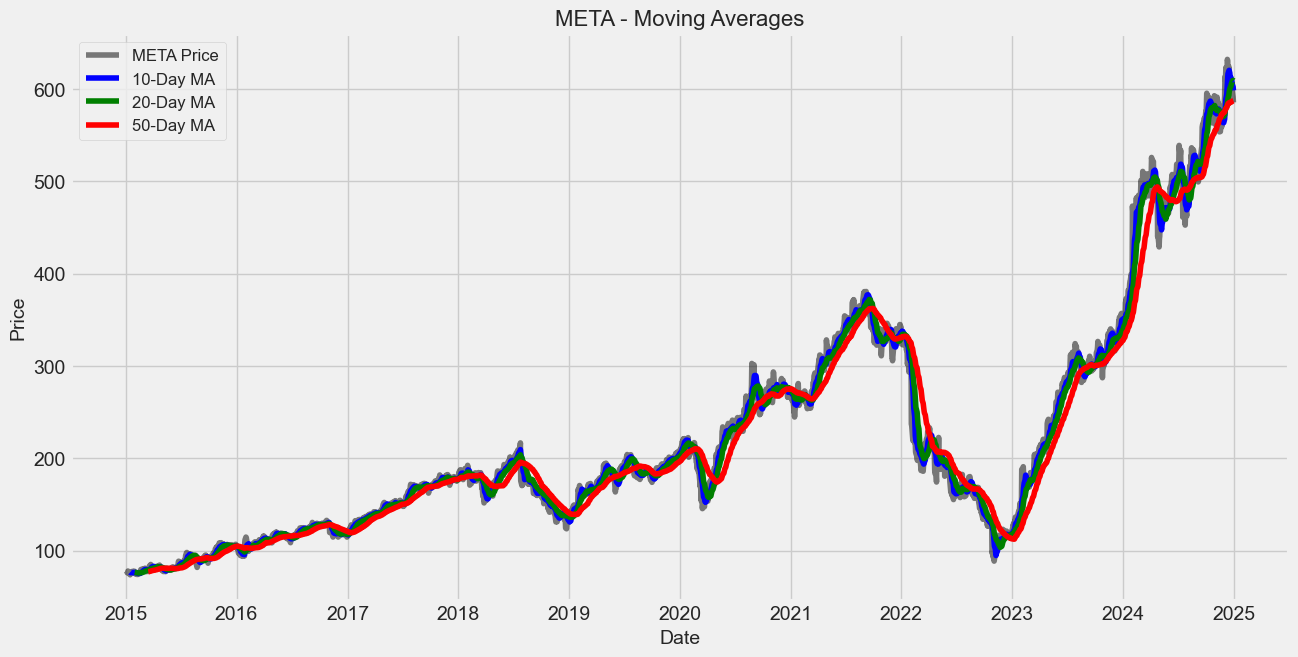 META - Moving Averages
META Price
10-Day MA
20-Day MA
50-Day MA
600
500
400
300
200
100
Price
2015 2016 2017 2018 2019 2020 2021 2022 2023 2024 2025
Date